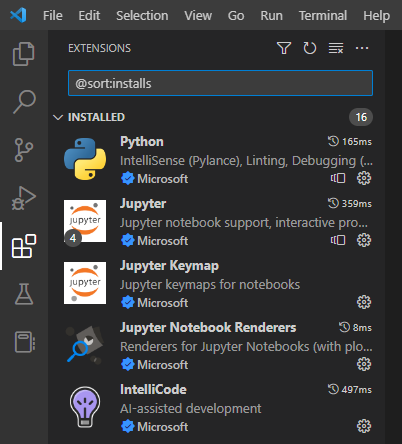 File Edit Selection View Go Run Terminal Help
EXTENSIONS
@sort:installs
INSTALLED 16
Python 165ms
IntelliSense (Pylance), Linting, Debugging (...
Microsoft
jupyter Jupyter 359ms
4 Jupyter notebook support, interactive pro...
Microsoft
Jupyter Keymap
jupyter Jupyter keymaps for notebooks
Microsoft
Jupyter Notebook Renderers 8ms
Renderers for Jupyter Notebooks (with plo...
Microsoft
IntelliCode 497ms
AI-assisted development
Microsoft